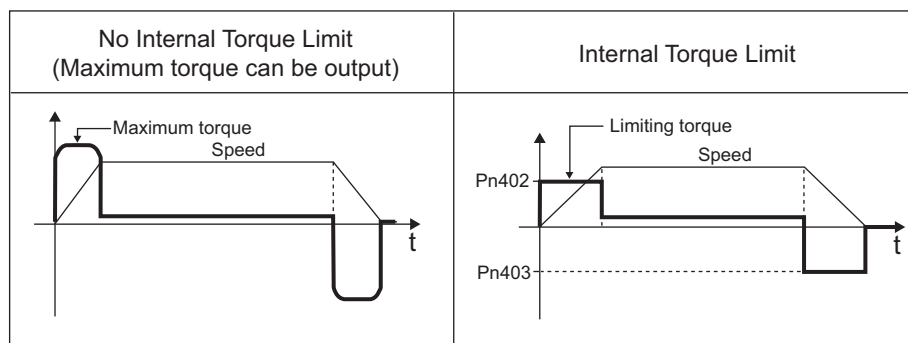 No Internal Torque Limit
(Maximum torque can be output)
Internal Torque Limit
Maximum torque
Speed
t
Limiting torque
Speed
Pn402
Pn403
t